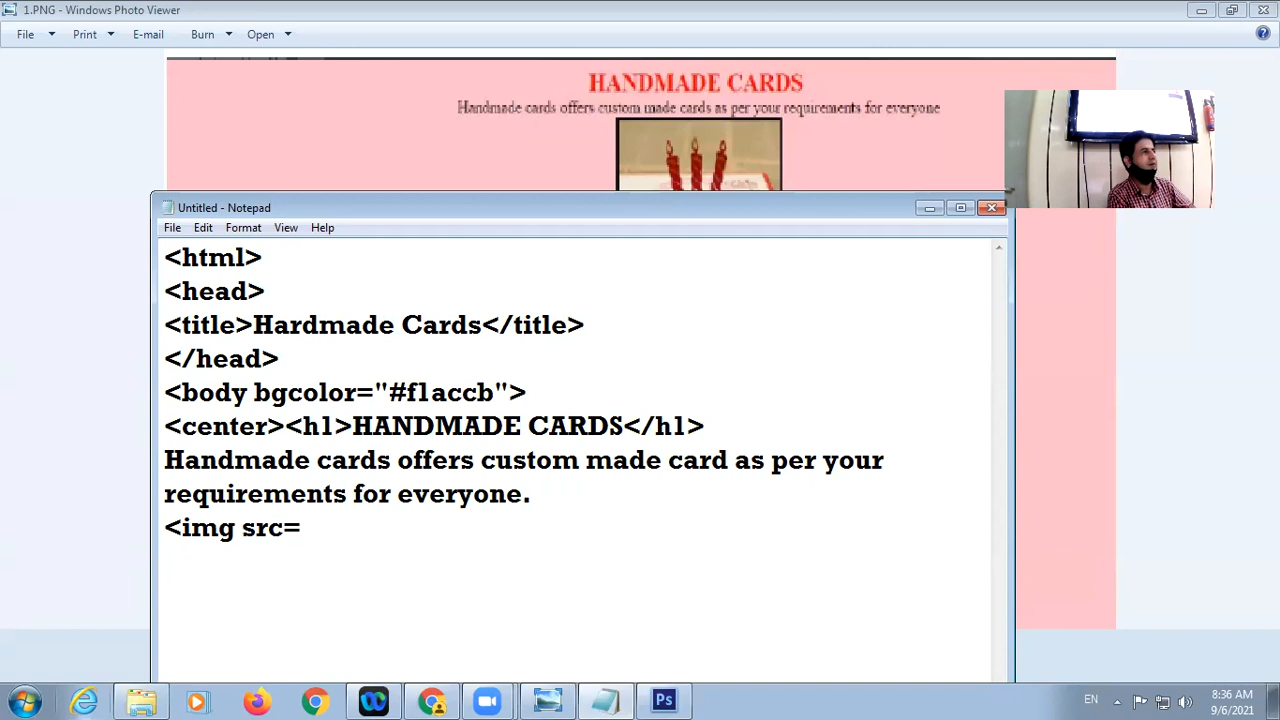 1.PNG - Windows Photo Viewer
File Print E-mail Burn Open
HANDMADE CARDS
Handmade cards offers custom made cards as per your requirements for everyone
Untitled - Notepad
File Edit Format View Help
<html>
<head>
<title>Hardmade Cards</title>
</head>
<body bgcolor="#f1accb">
<center><h1>HANDMADE CARDS</h1>
Handmade cards offers custom made card as per your
requirements for everyone.
<img src=
Ps
EN
8:36 AM
9/6/2021